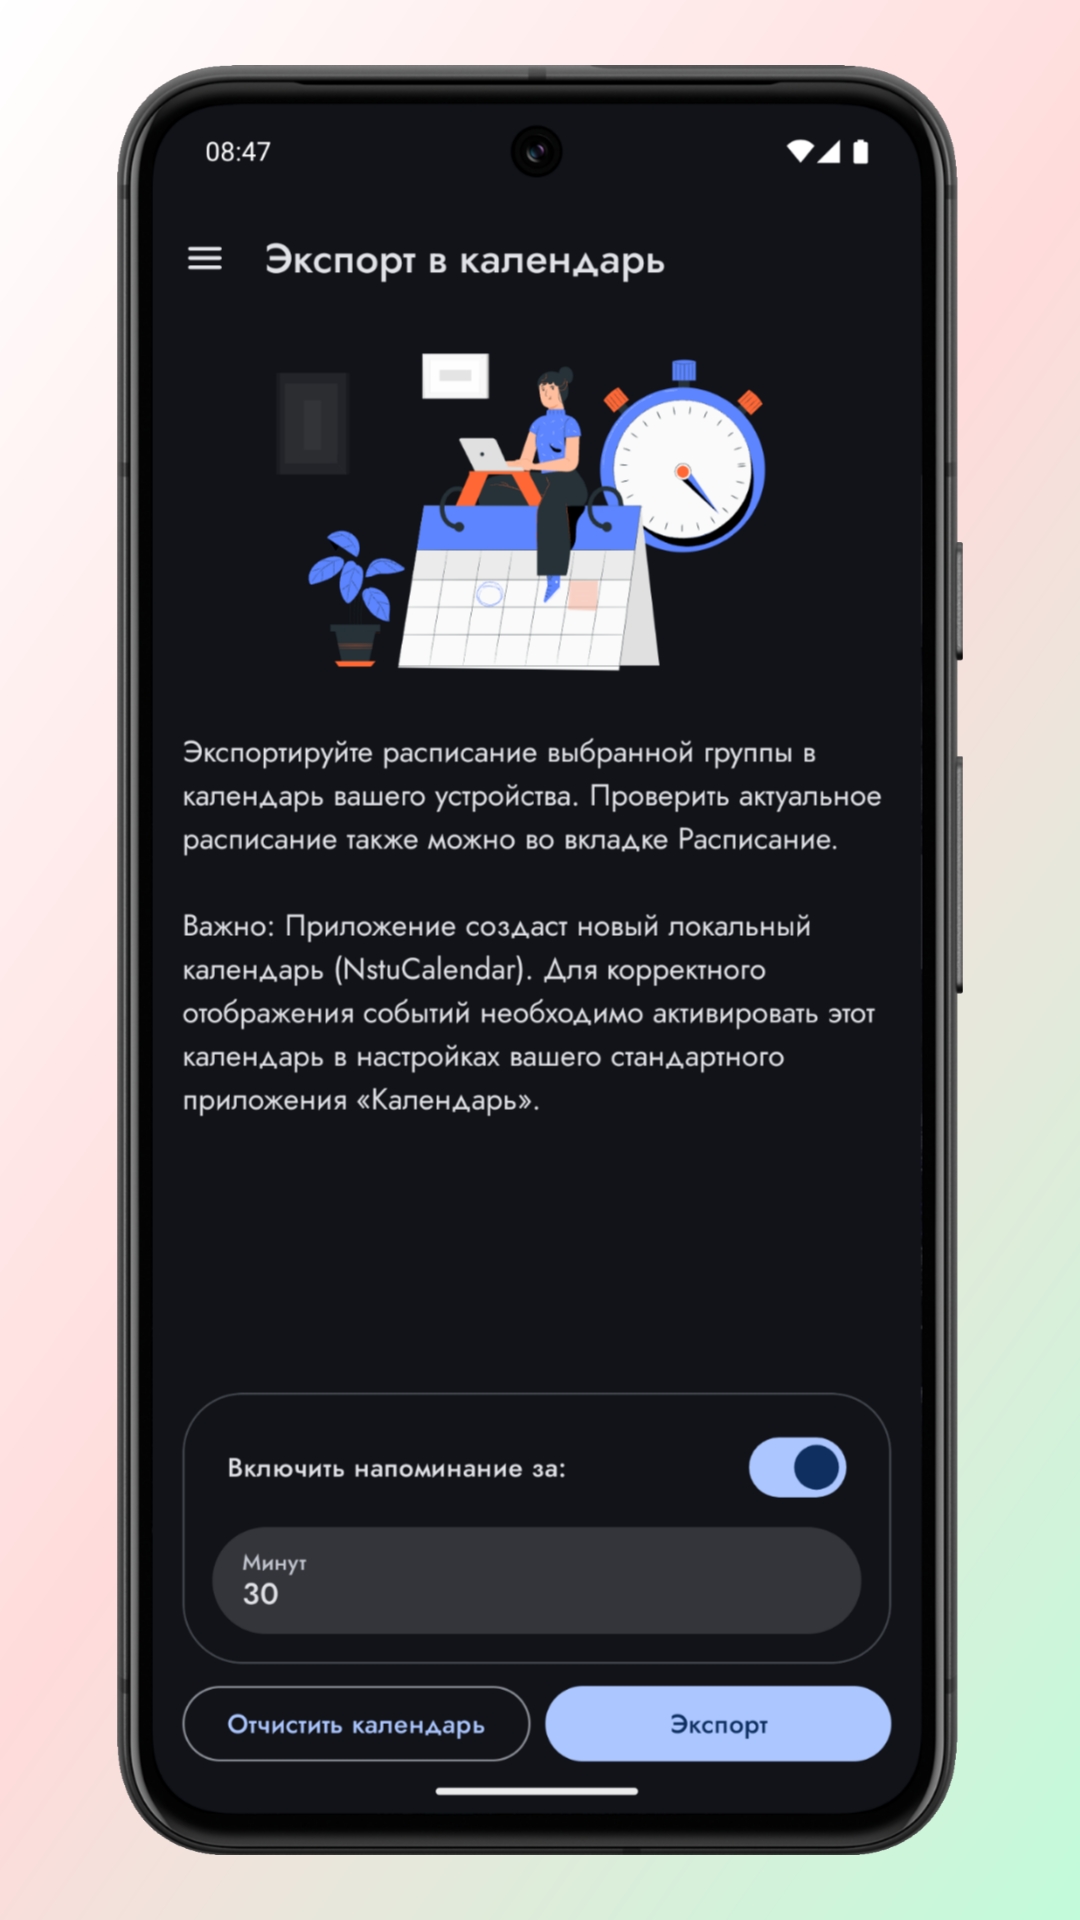 08:47
Экспорт в календарь
Экспортируйте расписание выбранной группы в
календарь вашего устройства. Проверить актуальное
расписание также можно во вкладке Расписание.
Важно: Приложение создаст новый локальный
календарь (NstuCalendar). Для корректного
отображения событий необходимо активировать этот
календарь в настройках вашего стандартного
приложения «Календарь».
Включить напоминание за:
Минут
30
Отчистить календарь
Экспорт